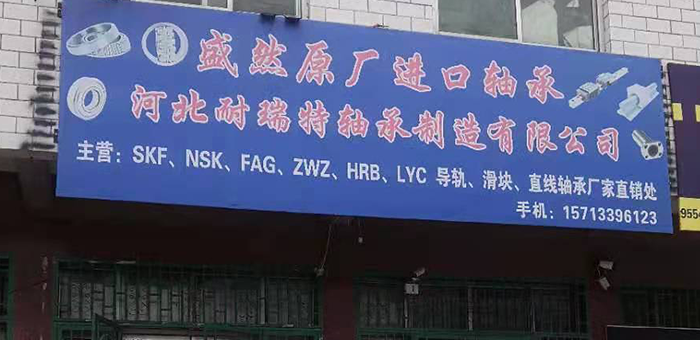 盛然原厂进口轴承
河北耐瑞特轴承制造有限公司
主营：SKF、NSK、FAG、ZWZ、HRB、LYC 导轨、滑块、直线轴承厂家直销处
手机：15713396123
955